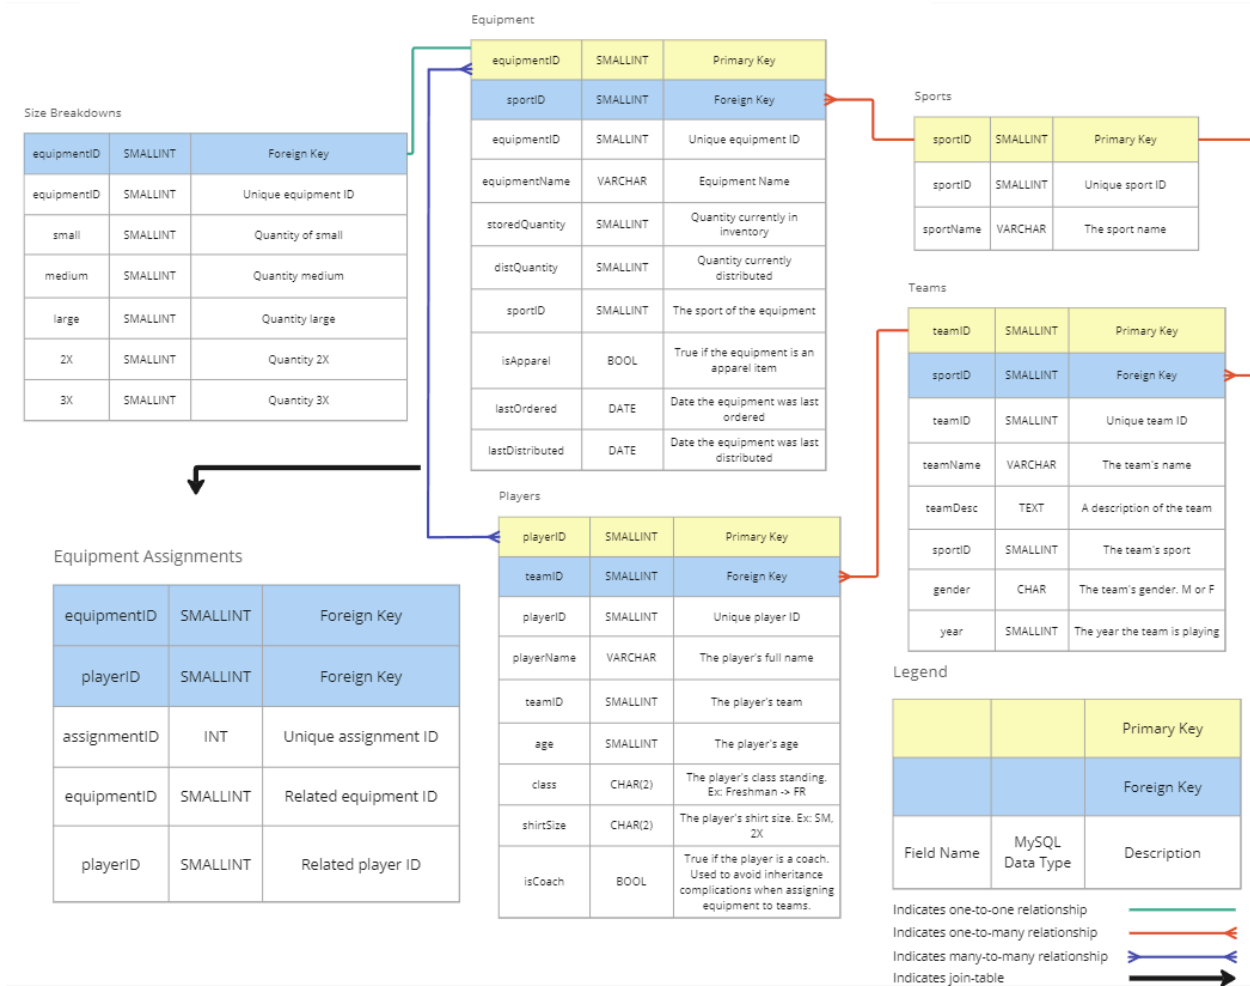 Equipment
equipmentID SMALLINT Primary Key
sportID SMALLINT Foreign Key
equipmentID SMALLINT Unique equipment ID
equipmentName VARCHAR Equipment Name
storedQuantity SMALLINT Quantity currently in
inventory
distQuantity SMALLINT Quantity currently
distributed
sportID SMALLINT The sport of the equipment
isApparel BOOL True if the equipment is an
apparel item
lastOrdered DATE Date the equipment was last
ordered
lastDistributed DATE Date the equipment was last
distributed
Size Breakdowns
equipmentID SMALLINT Foreign Key
equipmentID SMALLINT Unique equipment ID
small SMALLINT Quantity of small
medium SMALLINT Quantity medium
large SMALLINT Quantity large
2X SMALLINT Quantity 2X
3X SMALLINT Quantity 3X
Sports
sportID SMALLINT Primary Key
sportID SMALLINT Unique sport ID
sportName VARCHAR The sport name
Teams
teamID SMALLINT Primary Key
sportID SMALLINT Foreign Key
teamID SMALLINT Unique team ID
teamName VARCHAR The team's name
teamDesc TEXT A description of the team
sportID SMALLINT The team's sport
gender CHAR The team's gender. M or F
year SMALLINT The year the team is playing
Players
playerID SMALLINT Primary Key
teamID SMALLINT Foreign Key
playerID SMALLINT Unique player ID
playerName VARCHAR The player's full name
teamID SMALLINT The player's team
age SMALLINT The player's age
class CHAR(2) The player's class standing.
Ex: Freshman -> FR
shirtSize CHAR(2) The player's shirt size. Ex: SM,
2X
isCoach BOOL True if the player is a coach.
Used to avoid inheritance
complications when assigning
equipment to teams.
Equipment Assignments
equipmentID SMALLINT Foreign Key
playerID SMALLINT Foreign Key
assignmentID INT Unique assignment ID
equipmentID SMALLINT Related equipment ID
playerID SMALLINT Related player ID
Legend
Primary Key
Foreign Key
Field Name MySQL
Data Type Description
Indicates one-to-one relationship
Indicates one-to-many relationship
Indicates many-to-many relationship
Indicates join-table